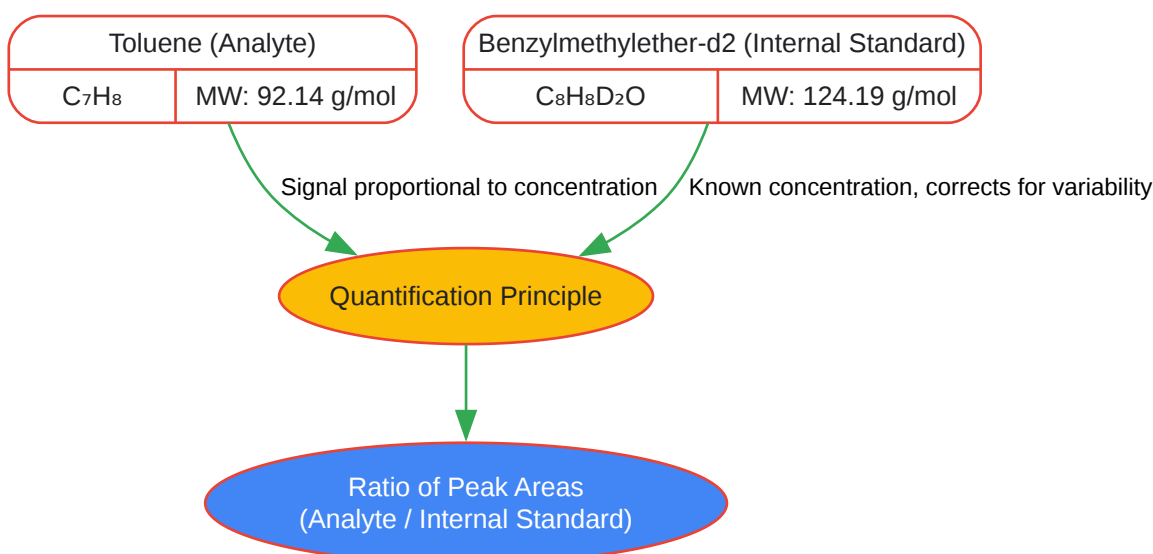 Toluene (Analyte)
C₇H₈
MW: 92.14 g/mol
Benzylmethylether-d2 (Internal Standard)
C₈H₈D₂O
MW: 124.19 g/mol
Signal proportional to concentration
Known concentration, corrects for variability
Quantification Principle
Ratio of Peak Areas
(Analyte / Internal Standard)